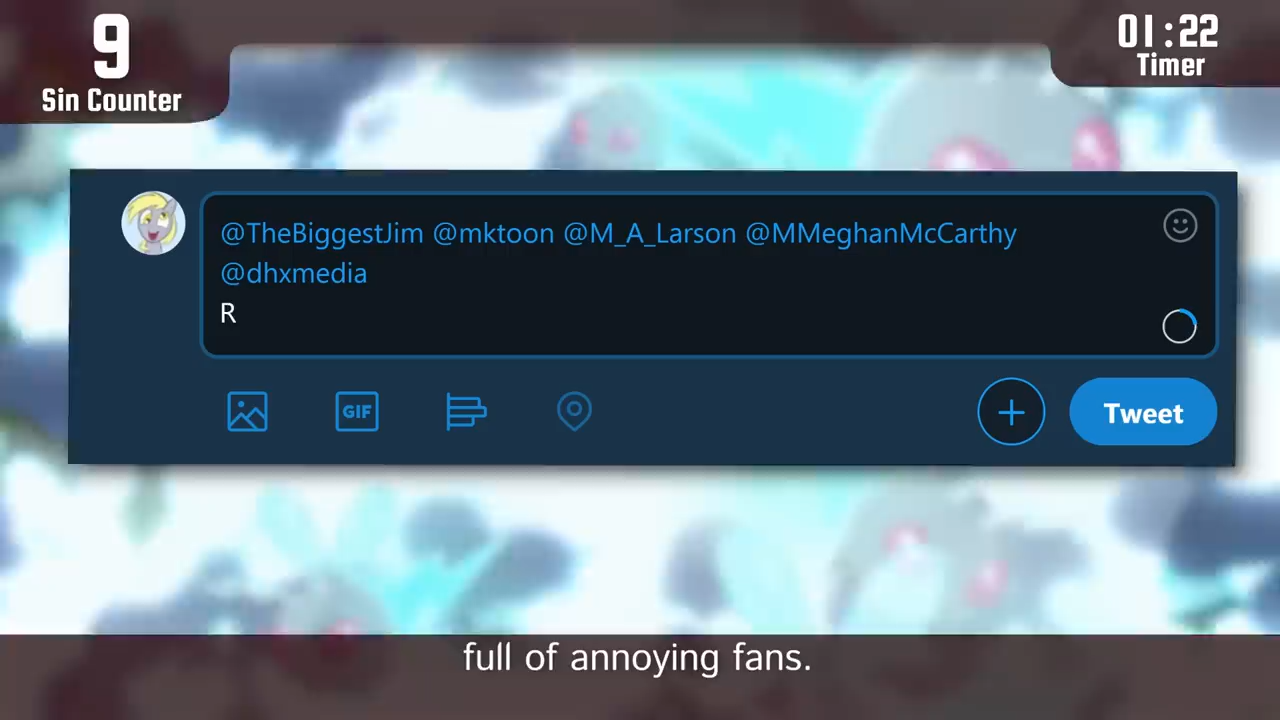 9
Sin Counter
01:22
Timer
@TheBiggestJim @mktoon @M_A_Larson @MMeghanMcCarthy
@dhxmedia
R
GIF
Tweet
full of annoying fans.